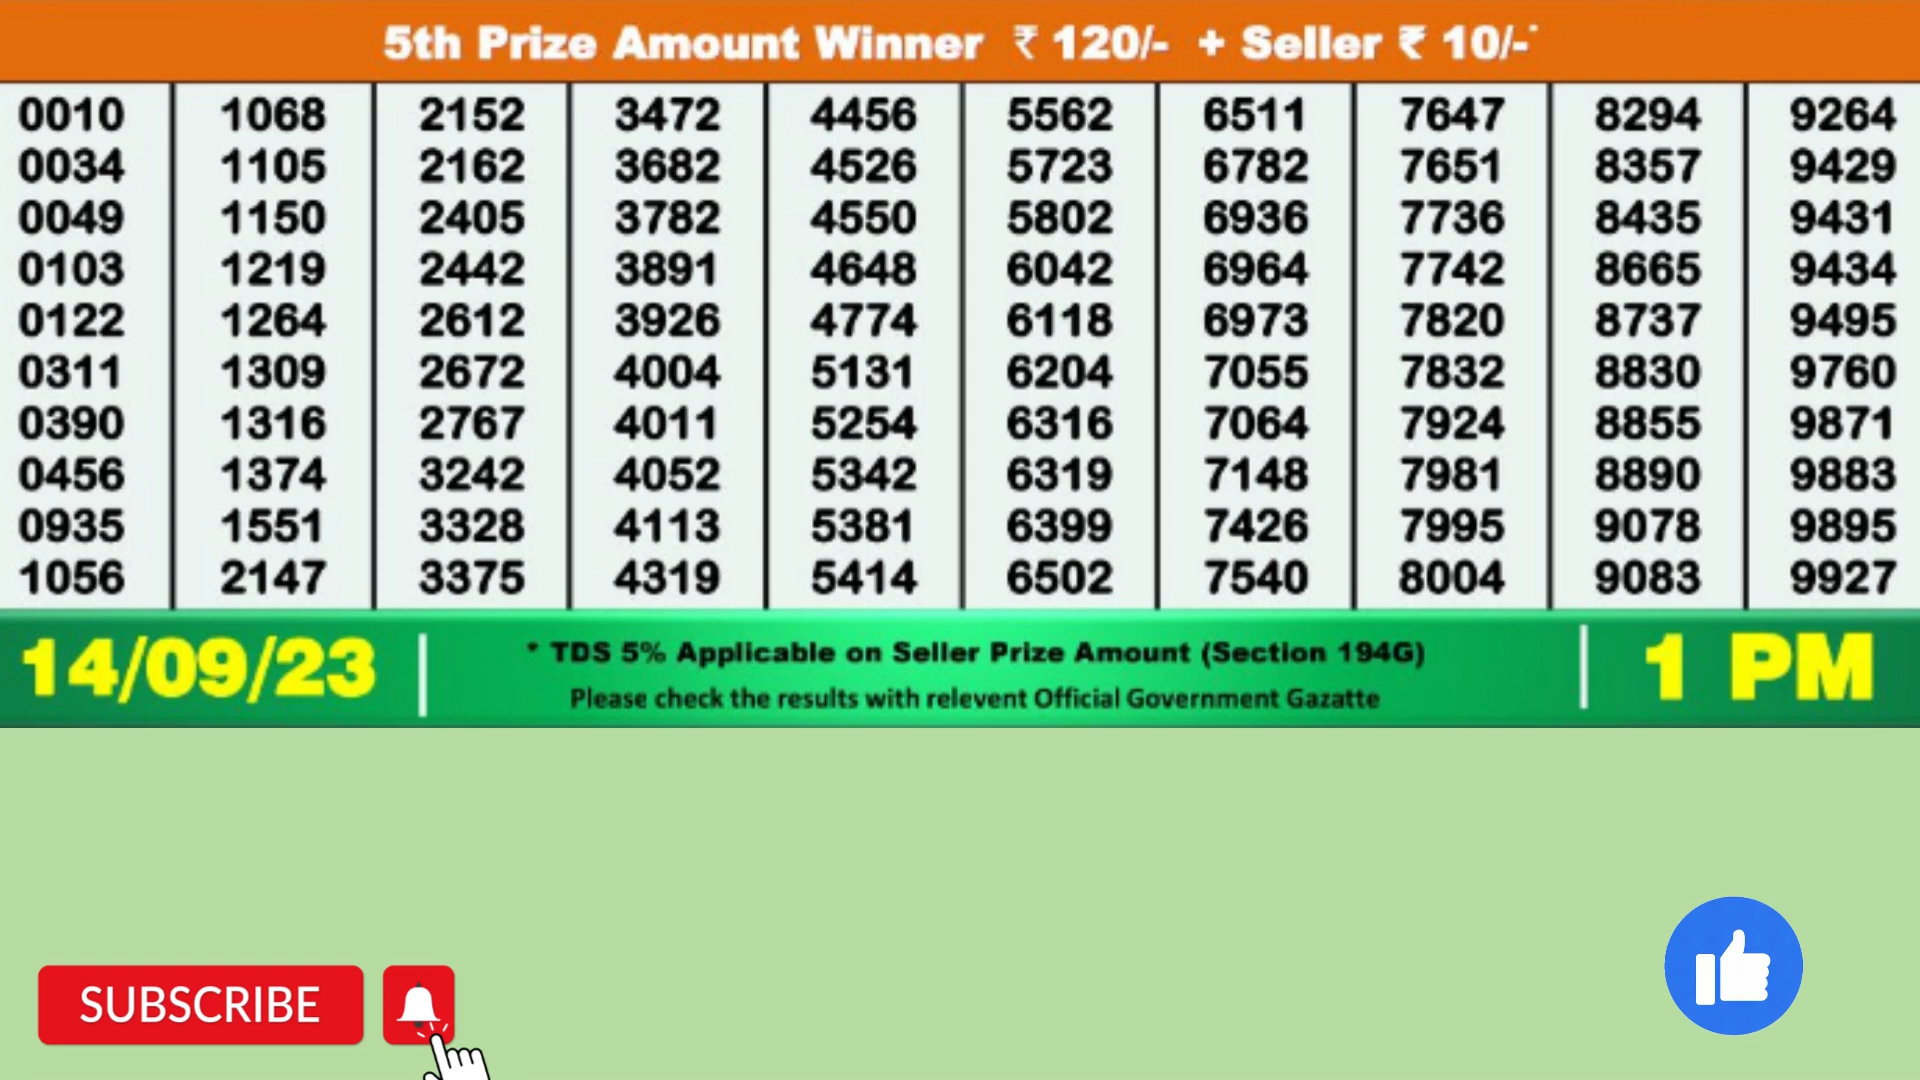 5th Prize Amount Winner ₹ 120/- + Seller ₹ 10/-*
0010 1068 2152 3472 4456 5562 6511 7647 8294 9264
0034 1105 2162 3682 4526 5723 6782 7651 8357 9429
0049 1150 2405 3782 4550 5802 6936 7736 8435 9431
0103 1219 2442 3891 4648 6042 6964 7742 8665 9434
0122 1264 2612 3926 4774 6118 6973 7820 8737 9495
0311 1309 2672 4004 5131 6204 7055 7832 8830 9760
0390 1316 2767 4011 5254 6316 7064 7924 8855 9871
0456 1374 3242 4052 5342 6319 7148 7981 8890 9883
0935 1551 3328 4113 5381 6399 7426 7995 9078 9895
1056 2147 3375 4319 5414 6502 7540 8004 9083 9927
14/09/23
* TDS 5% Applicable on Seller Prize Amount (Section 194G)
Please check the results with relevent Official Government Gazatte
1 PM
SUBSCRIBE